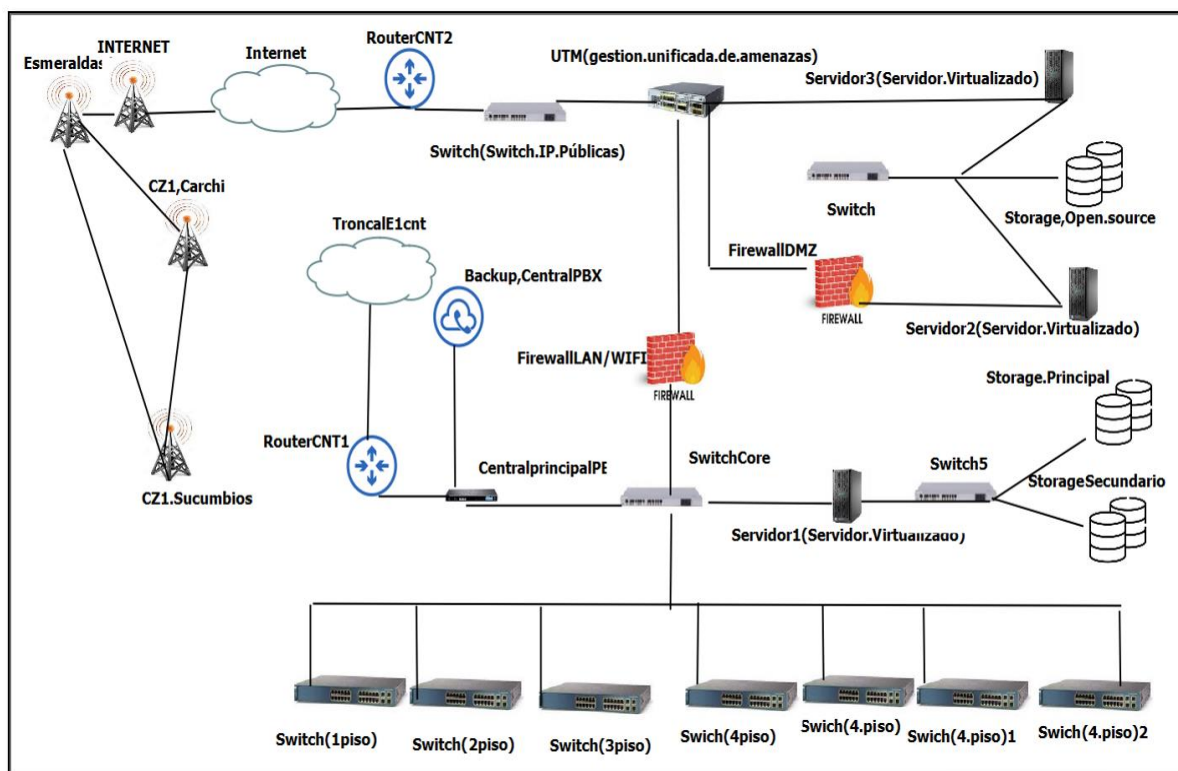 INTERNET
Esmeraldas
Internet
RouterCNT2
UTM(gestion.unificada.de.amenazas)
Servidor3(Servidor.Virtualizado)
Switch(Switch.IP.Públicas)
CZ1,Carchi
Switch
Storage,Open.source
TroncalE1cnt
Backup,CentralPBX
FirewallDMZ
FIREWALL
Servidor2(Servidor.Virtualizado)
FirewallLAN/WIFI
FIREWALL
Storage.Principal
RouterCNT1
CentralprincipalPE
SwitchCore
Switch5
StorageSecundario
CZ1.Sucumbios
Servidor1(Servidor.Virtualizado)
Switch(1piso)
Switch(2piso)
Switch(3piso)
Swich(4piso)
Swich(4.piso)
Swich(4.piso)1
Swich(4.piso)2